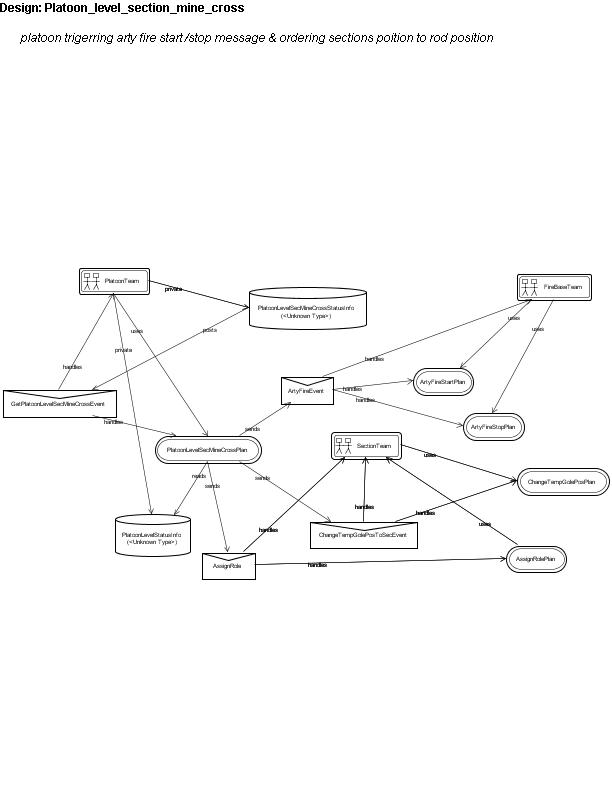 Design: Platoon_level_section_mine_cross
platoon trigerring arty fire start/stop message & ordering sections poition to rod position
PlatoonTeam
FireBaseTeam
private
PlatoonLevelSecMineCrossStatusInfo
(<Unknown Type>)
uses
uses
posts
uses
private
handles
handles
ArtyFireStartPlan
ArtyFireEvent
handles
handles
GetPlatoonLevelSecMineCrossEvent
handles
sends
ArtyFireStopPlan
PlatoonLevelSecMineCrossPlan
SectionTeam
uses
reads
sends
sends
ChangeTempGolePosPlan
handles
handles
handles
uses
PlatoonLevelStatusInfo
(<Unknown Type>)
ChangeTempGolePosToSecEvent
AssignRole
handles
AssignRolePlan